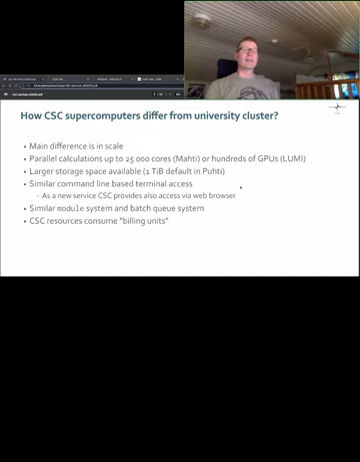 How CSC supercomputers differ from university cluster?
• Main difference is in scale
• Parallel calculations up to 25 000 cores (Mahti) or hundreds of GPUs (LUMI)
• Larger storage space available (1 TiB default in Puhti)
• Similar command line based terminal access
◦ As a new service CSC provides also access via web browser
• Similar module system and batch queue system
• CSC resources consume "billing units"